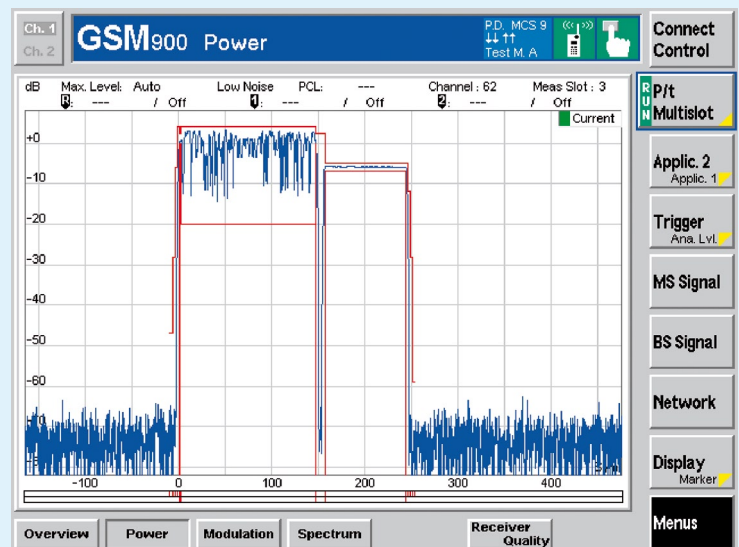 Ch. 1
Ch. 2
GSM900 Power
P.D. MCS 9
↓↓ ↑↑
Test M. A
Connect
Control
dB Max. Level: Auto Low Noise PCL: --- Channel : 62 Meas Slot : 3
R: --- / Off 1: --- / Off 2: --- / Off
Current
+0
-10
-20
-30
-40
-50
-60
-100 0 100 200 300 400
RUN
P/t
Multislot
Applic. 2
Applic. 1
Trigger
Ana. Lvl.
MS Signal
BS Signal
Network
Display
Marker
Menus
Overview Power Modulation Spectrum Receiver
Quality